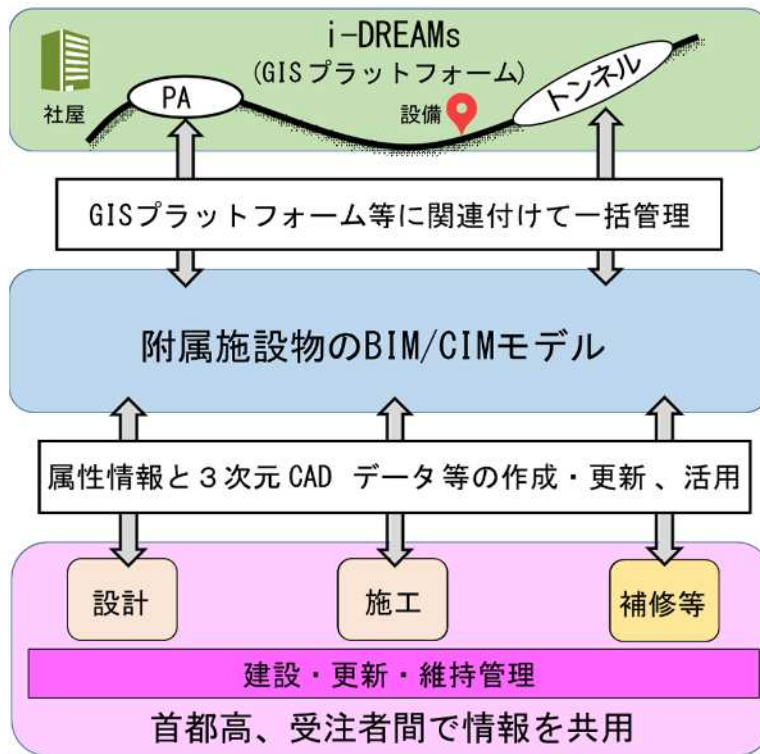 i-DREAMs
(GISプラットフォーム)
社屋
PA
設備
トンネル
GISプラットフォーム等に関連付けて一括管理
附属施設物のBIM/CIMモデル
属性情報と3次元CAD データ等の作成・更新、活用
設計
施工
補修等
建設・更新・維持管理
首都高、受注者間で情報を共用